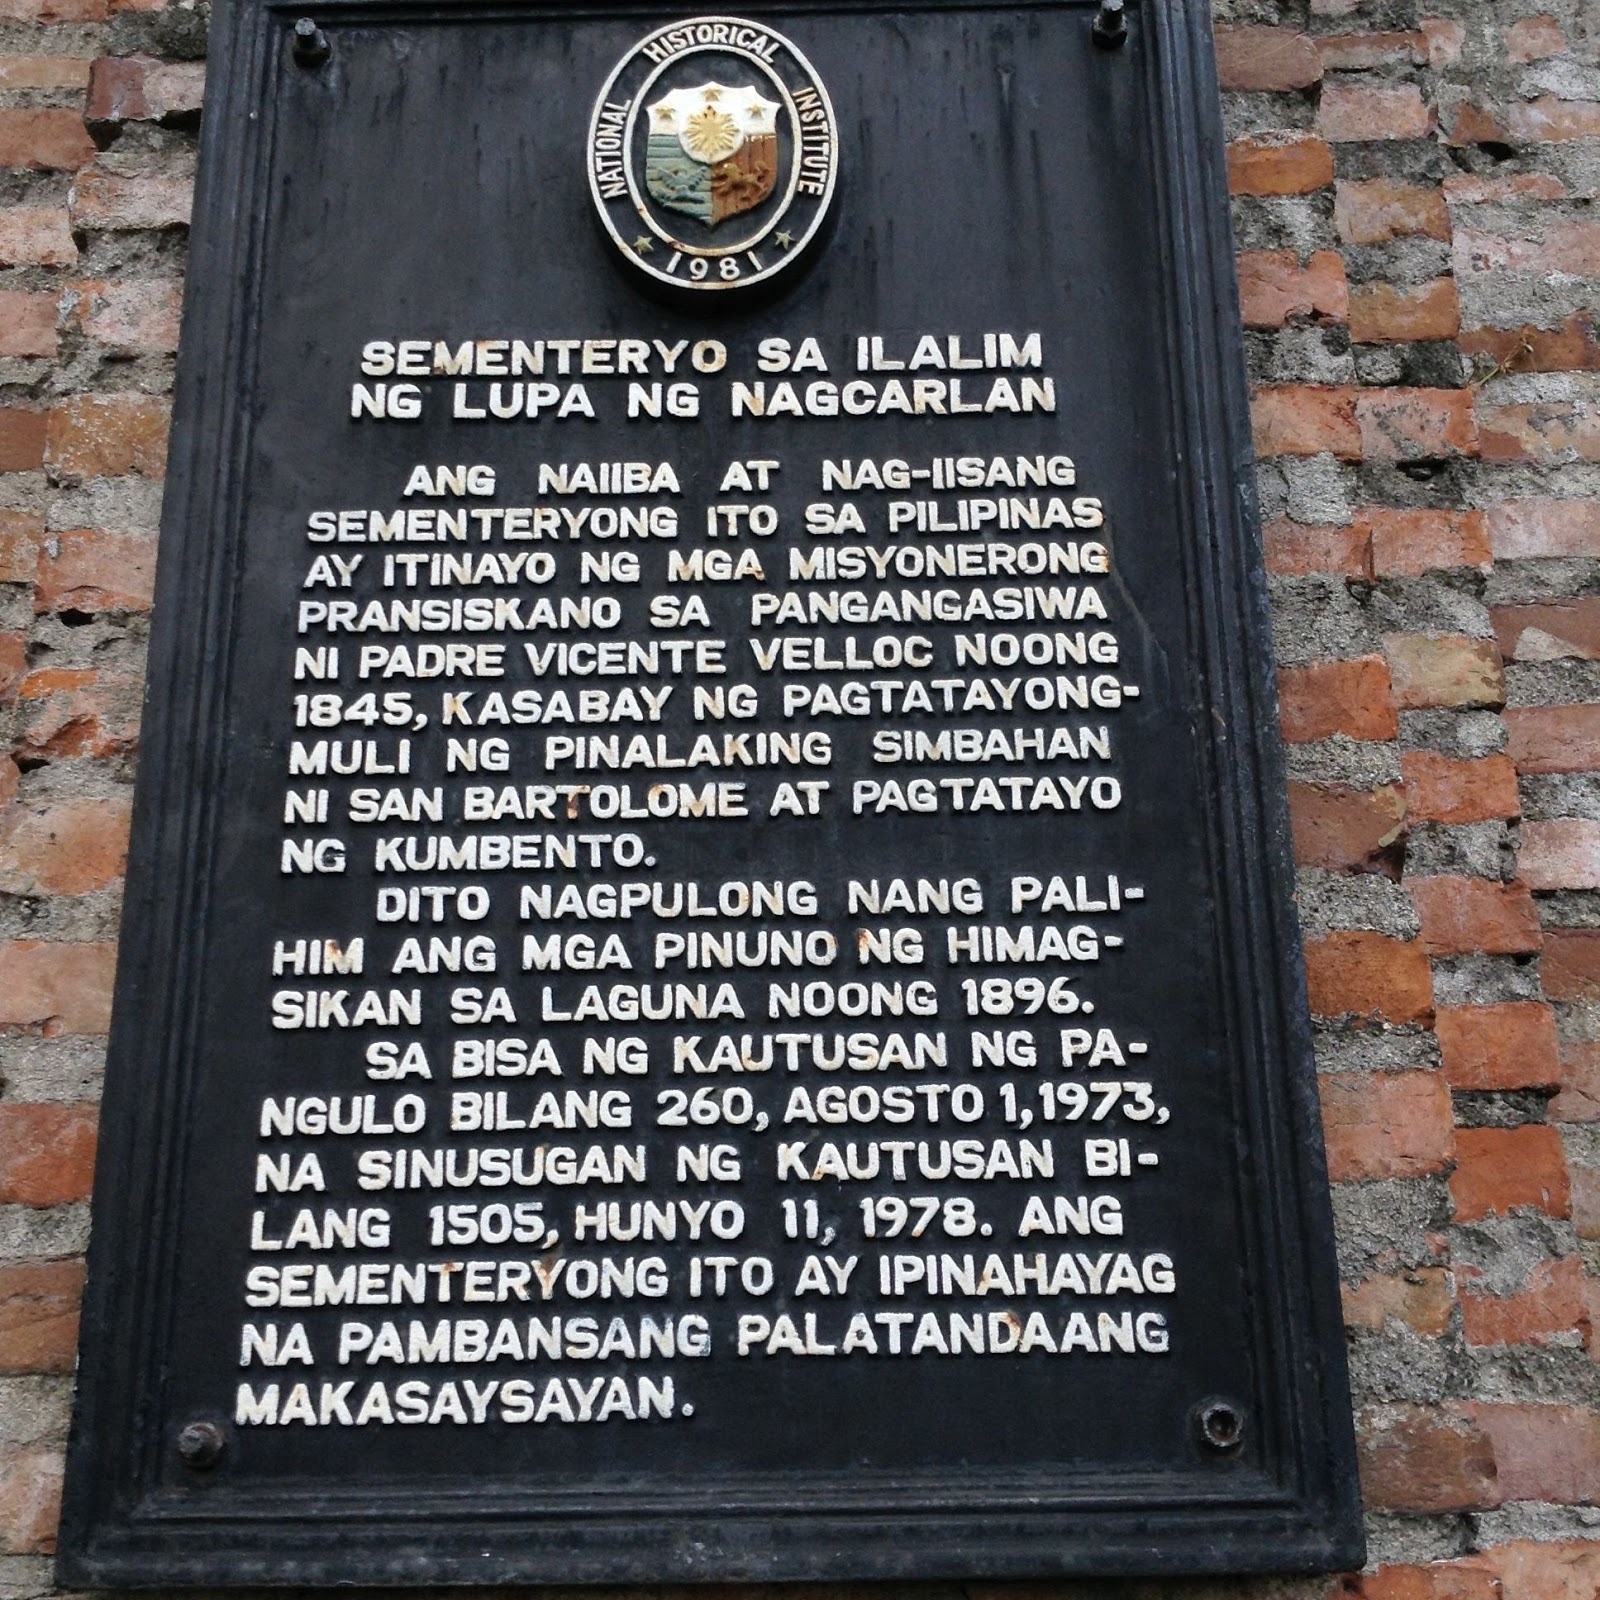 NATIONAL HISTORICAL INSTITUTE
1981
SEMENTERYO SA ILALIM
NG LUPA NG NAGCARLAN
ANG NAIIBA AT NAG-IISANG
SEMENTERYONG ITO SA PILIPINAS
AY ITINAYO NG MGA MISYONERONG
PRANSISKANO SA PANGANGASIWA
NI PADRE VICENTE VELLOC NOONG
1845, KASABAY NG PAGTATAYONG-
MULI NG PINALAKING SIMBAHAN
NI SAN BARTOLOME AT PAGTATAYO
NG KUMBENTO.
DITO NAGPULONG NANG PALI-
HIM ANG MGA PINUNO NG HIMAG-
SIKAN SA LAGUNA NOONG 1896.
SA BISA NG KAUTUSAN NG PA-
NGULO BILANG 260, AGOSTO 1, 1973,
NA SINUSUGAN NG KAUTUSAN BI-
LANG 1505, HUNYO 11, 1978. ANG
SEMENTERYONG ITO AY IPINAHAYAG
NA PAMBANSANG PALATANDAANG
MAKASAYSAYAN.